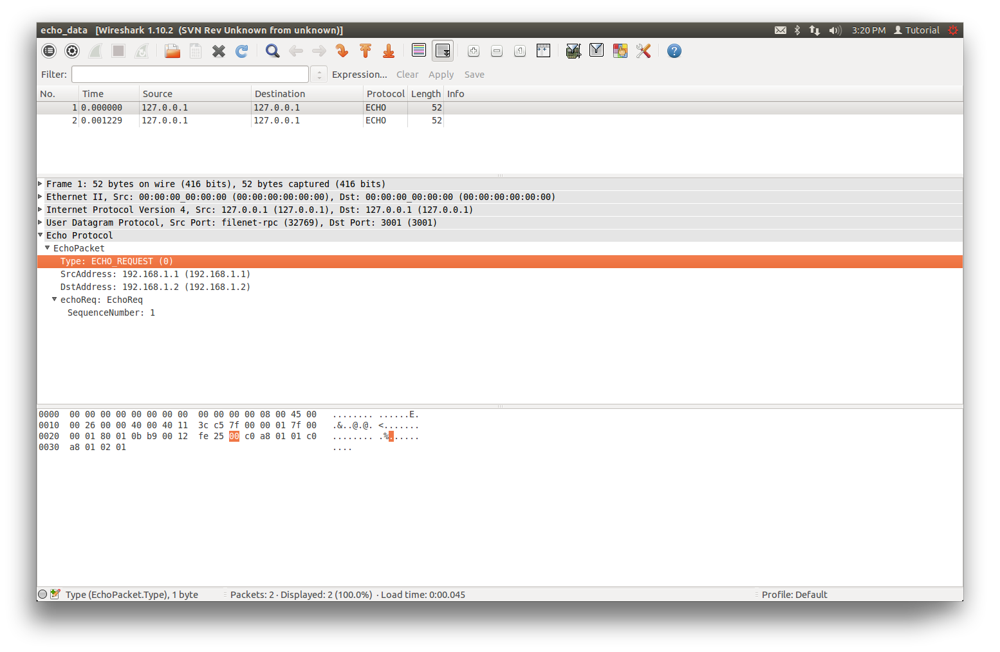 echo_data [Wireshark 1.10.2 (SVN Rev Unknown from unknown)]
3:20 PM Tutorial
Filter: Expression... Clear Apply Save
No. Time Source Destination Protocol Length Info
1 0.000000 127.0.0.1 127.0.0.1 ECHO 52
2 0.001229 127.0.0.1 127.0.0.1 ECHO 52
Frame 1: 52 bytes on wire (416 bits), 52 bytes captured (416 bits)
Ethernet II, Src: 00:00:00_00:00:00 (00:00:00:00:00:00), Dst: 00:00:00_00:00:00 (00:00:00:00:00:00)
Internet Protocol Version 4, Src: 127.0.0.1 (127.0.0.1), Dst: 127.0.0.1 (127.0.0.1)
User Datagram Protocol, Src Port: filenet-rpc (32769), Dst Port: 3001 (3001)
Echo Protocol
EchoPacket
Type: ECHO_REQUEST (0)
SrcAddress: 192.168.1.1 (192.168.1.1)
DstAddress: 192.168.1.2 (192.168.1.2)
echoReq: EchoReq
SequenceNumber: 1
0000 00 00 00 00 00 00 00 00 00 00 00 00 08 00 45 00 ........ ......E.
0010 00 26 00 00 40 00 40 11 3c c5 7f 00 00 01 7f 00 .&..@.@. <.......
0020 00 01 80 01 0b b9 00 12 fe 25 00 c0 a8 01 01 c0 ........ .%......
0030 a8 01 02 01 ....
Type (EchoPacket.Type), 1 byte Packets: 2 · Displayed: 2 (100.0%) · Load time: 0:00.045 Profile: Default